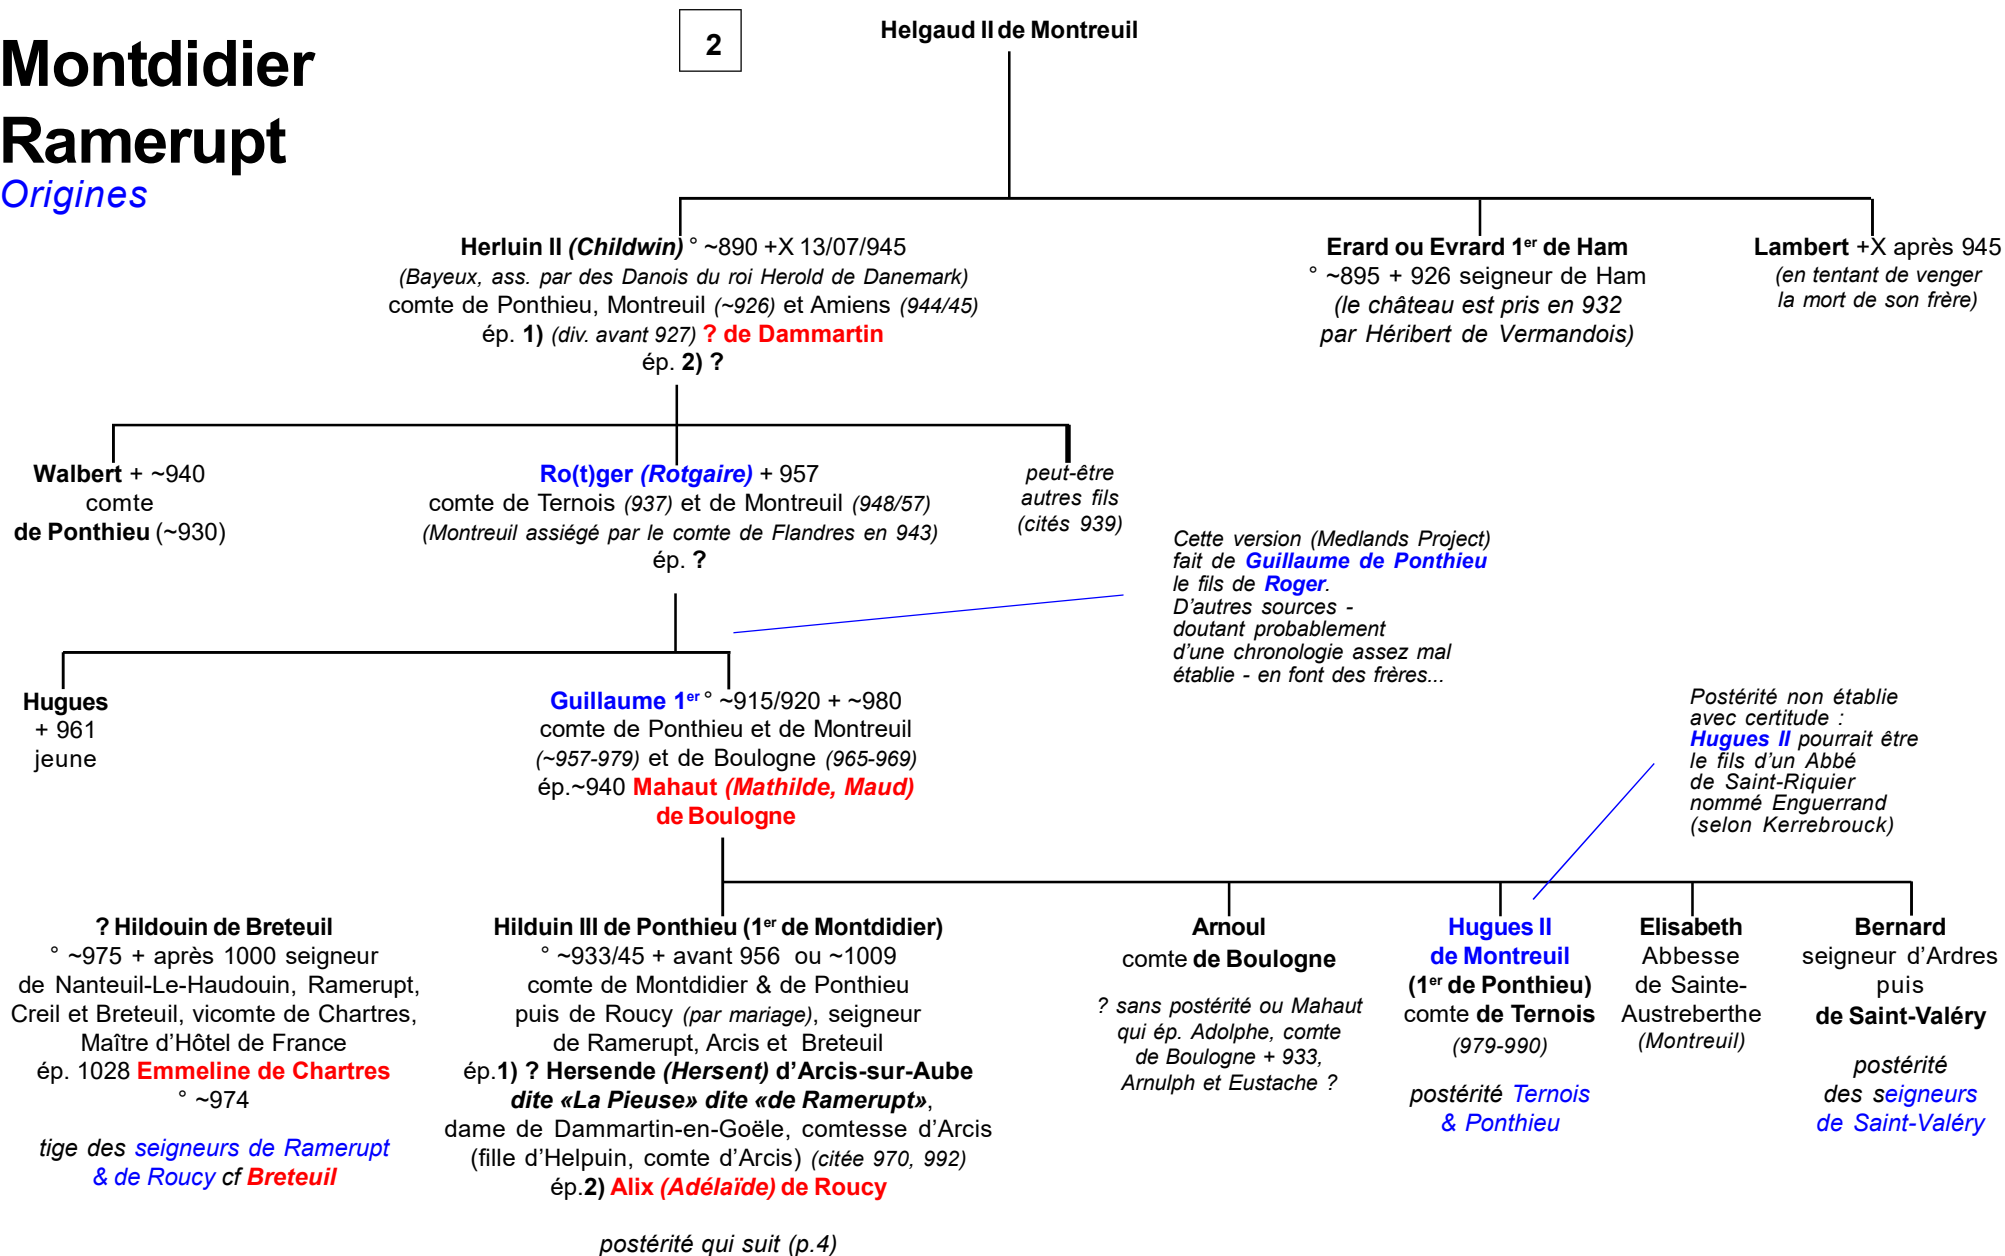 Montdidier
Ramerupt
Origines
2
Helgaud II de Montreuil
Herluin II (Childwin) ° ~890 +X 13/07/945
(Bayeux, ass. par des Danois du roi Herold de Danemark)
comte de Ponthieu, Montreuil (~926) et Amiens (944/45)
ép. 1) (div. avant 927) ? de Dammartin
ép. 2) ?
Erard ou Evrard 1er de Ham
° ~895 + 926 seigneur de Ham
(le château est pris en 932
par Héribert de Vermandois)
Lambert +X après 945
(en tentant de venger
la mort de son frère)
Walbert + ~940
comte
de Ponthieu (~930)
Ro(t)ger (Rotgaire) + 957
comte de Ternois (937) et de Montreuil (948/57)
(Montreuil assiégé par le comte de Flandres en 943)
ép. ?
peut-être
autres fils
(cités 939)
Cette version (Medlands Project)
fait de Guillaume de Ponthieu
le fils de Roger.
D'autres sources -
doutant probablement
d'une chronologie assez mal
établie - en font des frères...
Hugues
+ 961
jeune
Guillaume 1er ° ~915/920 + ~980
comte de Ponthieu et de Montreuil
(~957-979) et de Boulogne (965-969)
ép.~940 Mahaut (Mathilde, Maud)
de Boulogne
Postérité non établie
avec certitude :
Hugues II pourrait être
le fils d'un Abbé
de Saint-Riquier
nommé Enguerrand
(selon Kerrebrouck)
? Hildouin de Breteuil
° ~975 + après 1000 seigneur
de Nanteuil-Le-Haudouin, Ramerupt,
Creil et Breteuil, vicomte de Chartres,
Maître d'Hôtel de France
ép. 1028 Emmeline de Chartres
° ~974
tige des seigneurs de Ramerupt
& de Roucy cf Breteuil
Hilduin III de Ponthieu (1er de Montdidier)
° ~933/45 + avant 956 ou ~1009
comte de Montdidier & de Ponthieu
puis de Roucy (par mariage), seigneur
de Ramerupt, Arcis et Breteuil
ép.1) ? Hersende (Hersent) d'Arcis-sur-Aube
dite «La Pieuse» dite «de Ramerupt»,
dame de Dammartin-en-Goële, comtesse d'Arcis
(fille d'Helpuin, comte d'Arcis) (citée 970, 992)
ép.2) Alix (Adélaïde) de Roucy
postérité qui suit (p.4)
Arnoul
comte de Boulogne
? sans postérité ou Mahaut
qui ép. Adolphe, comte
de Boulogne + 933,
Arnulph et Eustache ?
Hugues II
de Montreuil
(1er de Ponthieu)
comte de Ternois
(979-990)
postérité Ternois
& Ponthieu
Elisabeth
Abbesse
de Sainte-
Austreberthe
(Montreuil)
Bernard
seigneur d'Ardres
puis
de Saint-Valéry
postérité
des seigneurs
de Saint-Valéry